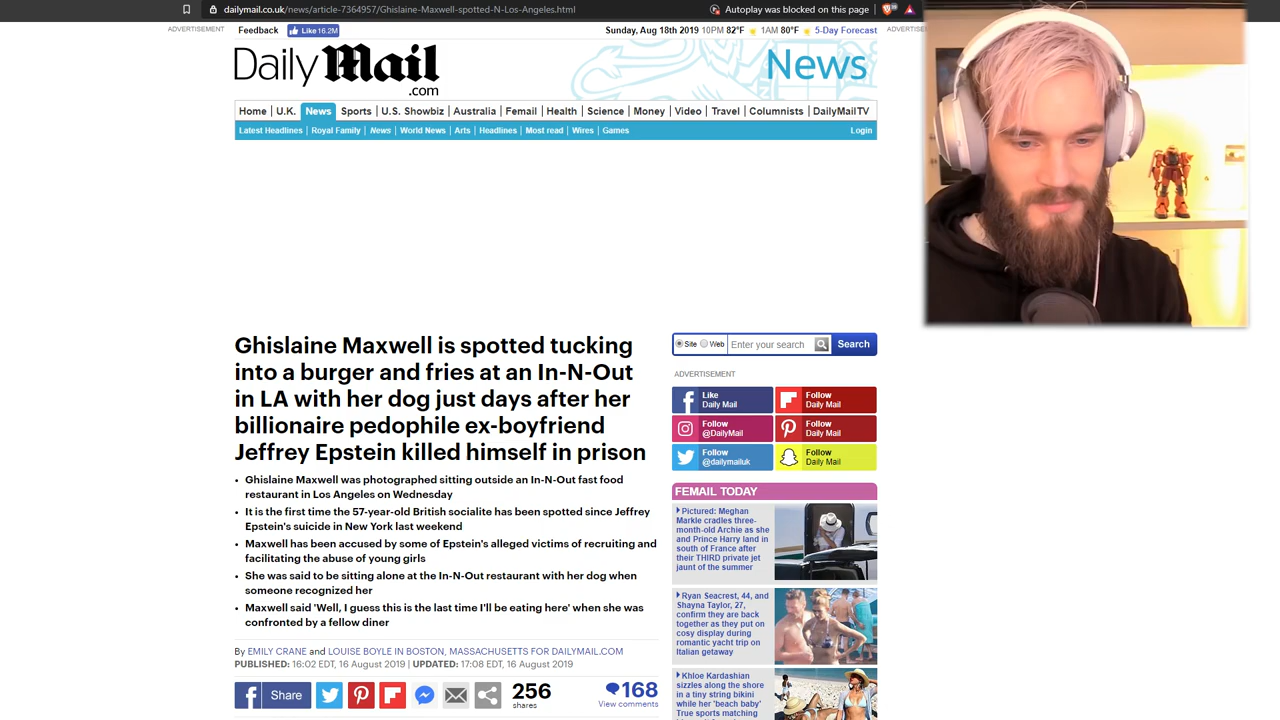 dailymail.co.uk/news/article-7364957/Ghislaine-Maxwell-spotted-N-Los-Angeles.html
Autoplay was blocked on this page
ADVERTISEMENT
Feedback
Like 16.2M
Sunday, Aug 18th 2019 10PM 82°F 1AM 80°F 5-Day Forecast
ADVERTISE
Daily Mail
.com
News
Home U.K. News Sports U.S. Showbiz Australia Femail Health Science Money Video Travel Columnists DailyMailTV
Latest Headlines Royal Family News World News Arts Headlines Most read Wires Games Login
Ghislaine Maxwell is spotted tucking
into a burger and fries at an In-N-Out
in LA with her dog just days after her
billionaire pedophile ex-boyfriend
Jeffrey Epstein killed himself in prison
• Ghislaine Maxwell was photographed sitting outside an In-N-Out fast food
restaurant in Los Angeles on Wednesday
• It is the first time the 57-year-old British socialite has been spotted since Jeffrey
Epstein's suicide in New York last weekend
• Maxwell has been accused by some of Epstein's alleged victims of recruiting and
facilitating the abuse of young girls
• She was said to be sitting alone at the In-N-Out restaurant with her dog when
someone recognized her
• Maxwell said 'Well, I guess this is the last time I'll be eating here' when she was
confronted by a fellow diner
By EMILY CRANE and LOUISE BOYLE IN BOSTON, MASSACHUSETTS FOR DAILYMAIL.COM
PUBLISHED: 16:02 EDT, 16 August 2019 | UPDATED: 17:08 EDT, 16 August 2019
Share
256
shares
168
View comments
Site Web Enter your search Search
ADVERTISEMENT
Like
Daily Mail
Follow
Daily Mail
Follow
@DailyMail
Follow
Daily Mail
Follow
@dailymailuk
Follow
Daily Mail
FEMAIL TODAY
Pictured: Meghan
Markle cradles three-
month-old Archie as she
and Prince Harry land in
south of France after
their THIRD private jet
jaunt of the summer
Ryan Seacrest, 44, and
Shayna Taylor, 27,
confirm they are back
together as they put on
cosy display during
romantic yacht trip on
Italian getaway
Khloe Kardashian
sizzles along the shore
in a tiny string bikini
while her 'beach baby'
True sports matching